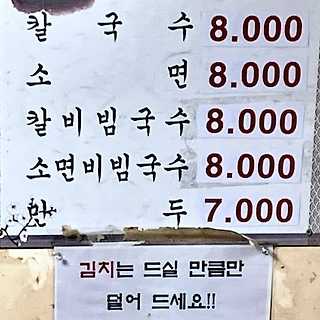 칼 국 수 8.000
소 면 8.000
칼비빔국수 8.000
소면비빔국수 8.000
만 두 7.000
김치는 드실 만큼만
덜어 드세요!!